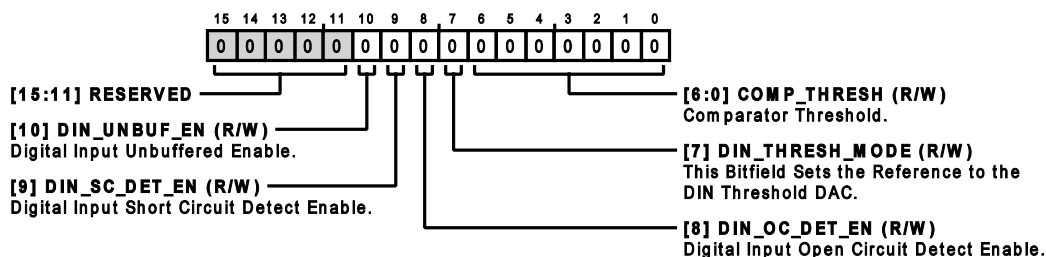 15 14 13 12 11 10 9 8 7 6 5 4 3 2 1 0
0 0 0 0 0 0 0 0 0 0 0 0 0 0 0 0
[15:11] RESERVED
[10] DIN_UNBUF_EN (R/W)
Digital Input Unbuffered Enable.
[9] DIN_SC_DET_EN (R/W)
Digital Input Short Circuit Detect Enable.
[6:0] COMP_THRESH (R/W)
Comparator Threshold.
[7] DIN_THRESH_MODE (R/W)
This Bitfield Sets the Reference to the
DIN Threshold DAC.
[8] DIN_OC_DET_EN (R/W)
Digital Input Open Circuit Detect Enable.